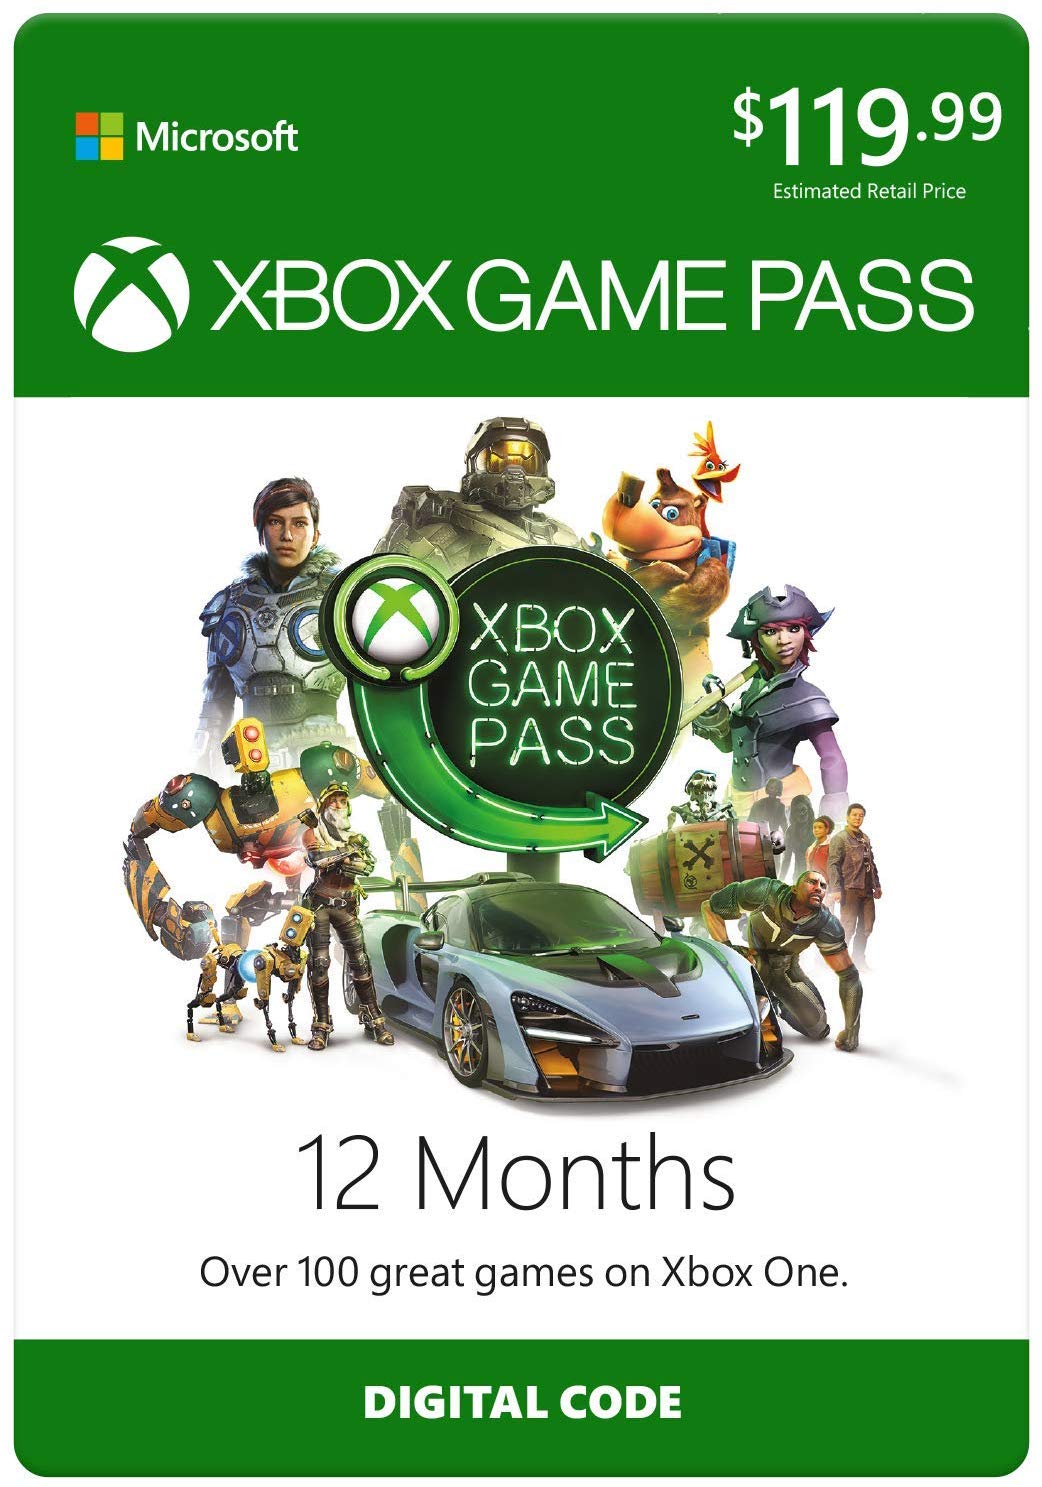 Microsoft
$119.99
Estimated Retail Price
XBOX GAME PASS
XBOX
GAME
PASS
12 Months
Over 100 great games on Xbox One.
DIGITAL CODE